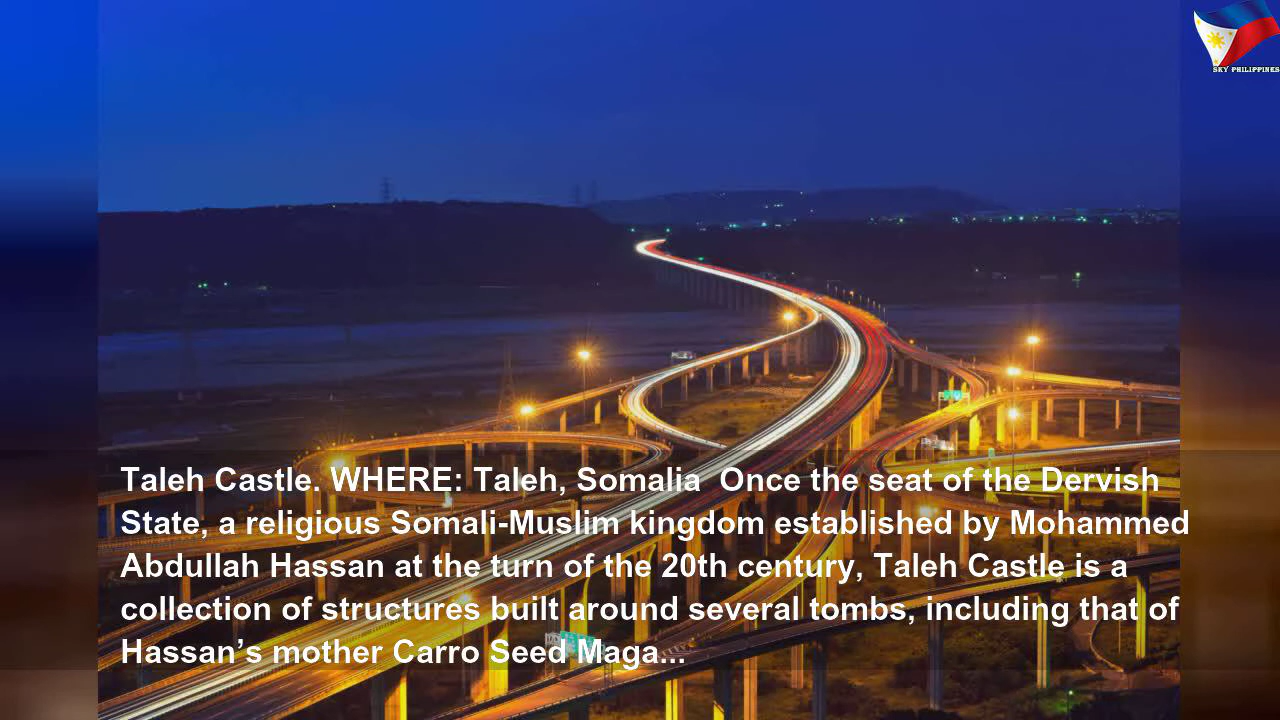 SKY PHILIPPINES
Taleh Castle. WHERE: Taleh, Somalia  Once the seat of the Dervish
State, a religious Somali-Muslim kingdom established by Mohammed
Abdullah Hassan at the turn of the 20th century, Taleh Castle is a
collection of structures built around several tombs, including that of
Hassan’s mother Carro Seed Maga...